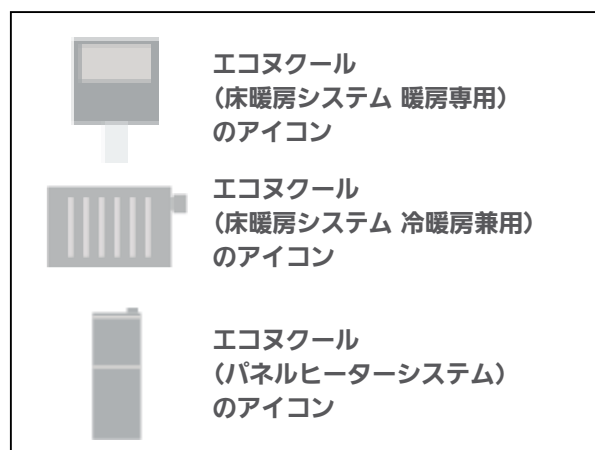 エコヌクール
(床暖房システム 暖房専用)
のアイコン
エコヌクール
(床暖房システム 冷暖房兼用)
のアイコン
エコヌクール
(パネルヒーターシステム)
のアイコン